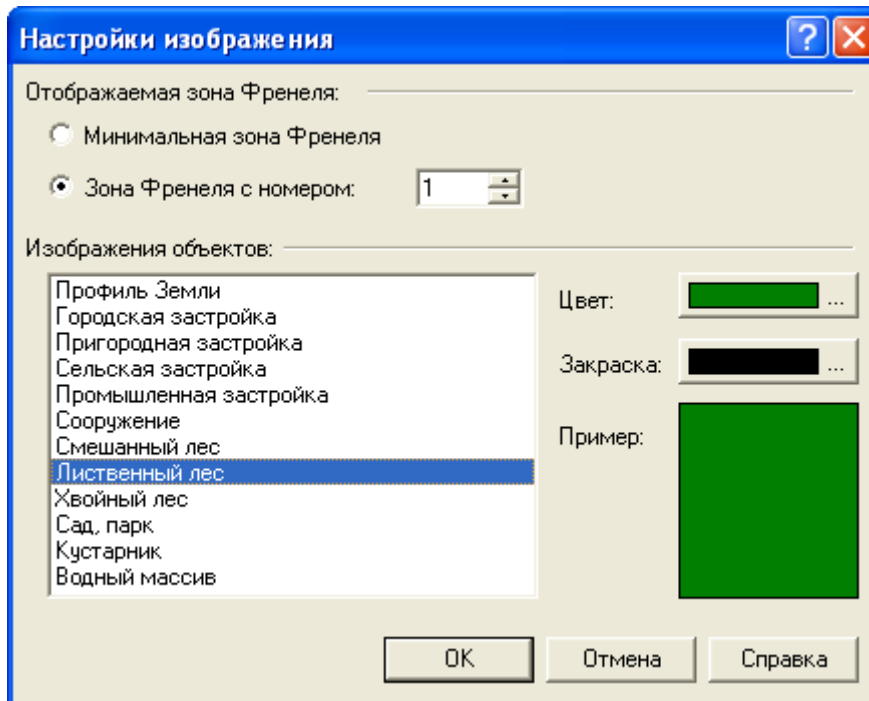 Настройки изображения
Отображаемая зона Френеля:
Минимальная зона Френеля
Зона Френеля с номером: 1
Изображения объектов:
Профиль Земли
Городская застройка
Пригородная застройка
Сельская застройка
Промышленная застройка
Сооружение
Смешанный лес
Лиственный лес
Хвойный лес
Сад, парк
Кустарник
Водный массив
Цвет: ...
Закраска: ...
Пример:
OK Отмена Справка